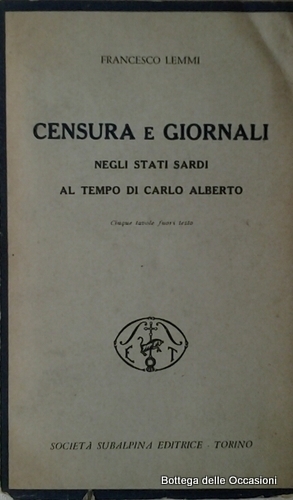 FRANCESCO LEMMI
CENSURA E GIORNALI
NEGLI STATI SARDI
AL TEMPO DI CARLO ALBERTO
Cinque tavole fuori testo
SOCIETÀ SUBALPINA EDITRICE - TORINO
Bottega delle Occasioni